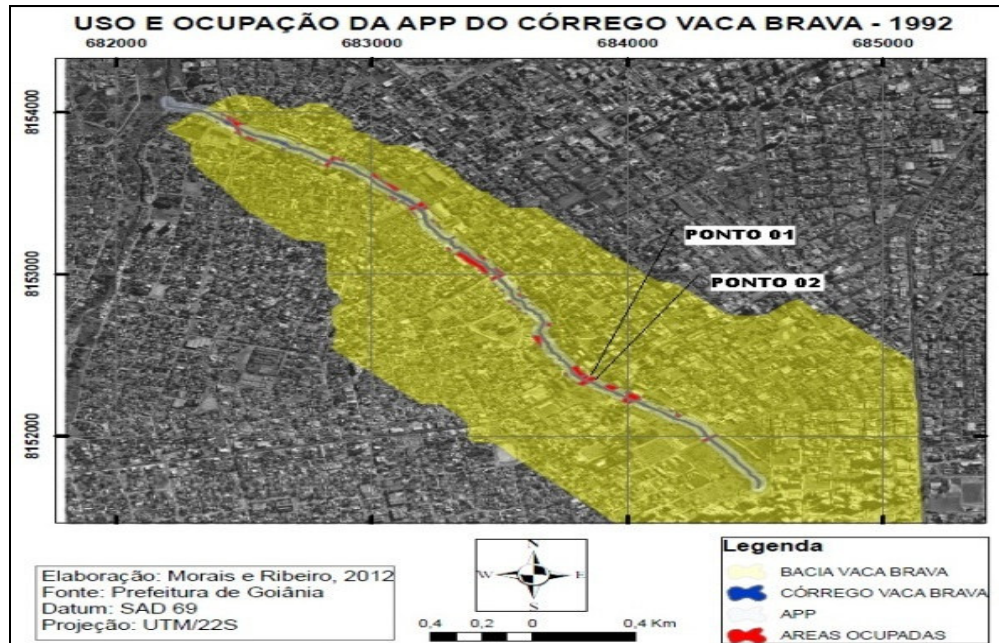 USO E OCUPAÇÃO DA APP DO CÓRREGO VACA BRAVA - 1992
682000 683000 684000 685000
8154000
PONTO 01
8153000
PONTO 02
8152000
Elaboração: Morais e Ribeiro, 2012
Fonte: Prefeitura de Goiânia
Datum: SAD 69
Projeção: UTM/22S
N
W E
S
0,4 0 0,4 Km
Legenda
BACIA VACA BRAVA
CÓRREGO VACA BRAVA
APP
AREAS OCUPADAS